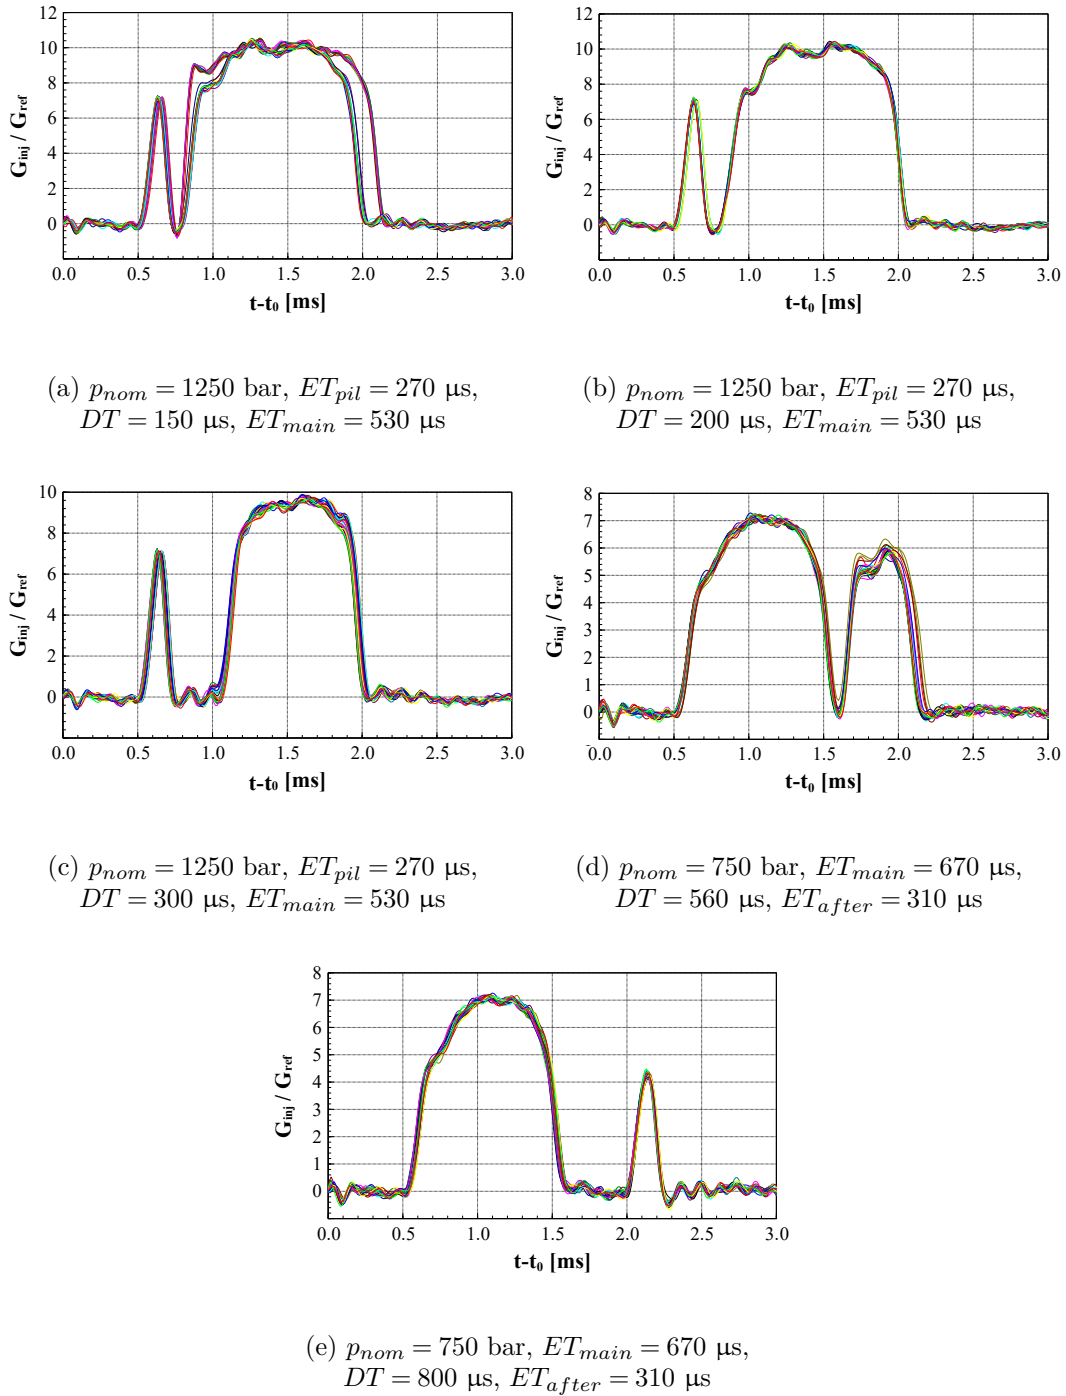 12
10
8
6
4
2
0
G_inj / G_ref
0.0 0.5 1.0 1.5 2.0 2.5 3.0
t-t_0 [ms]
(a) p_nom = 1250 bar, ET_pil = 270 µs,
DT = 150 µs, ET_main = 530 µs
12
10
8
6
4
2
0
G_inj / G_ref
0.0 0.5 1.0 1.5 2.0 2.5 3.0
t-t_0 [ms]
(b) p_nom = 1250 bar, ET_pil = 270 µs,
DT = 200 µs, ET_main = 530 µs
10
8
6
4
2
0
G_inj / G_ref
0.0 0.5 1.0 1.5 2.0 2.5 3.0
t-t_0 [ms]
(c) p_nom = 1250 bar, ET_pil = 270 µs,
DT = 300 µs, ET_main = 530 µs
8
7
6
5
4
3
2
1
0
G_inj / G_ref
0.0 0.5 1.0 1.5 2.0 2.5 3.0
t-t_0 [ms]
(d) p_nom = 750 bar, ET_main = 670 µs,
DT = 560 µs, ET_after = 310 µs
8
7
6
5
4
3
2
1
0
G_inj / G_ref
0.0 0.5 1.0 1.5 2.0 2.5 3.0
t-t_0 [ms]
(e) p_nom = 750 bar, ET_main = 670 µs,
DT = 800 µs, ET_after = 310 µs